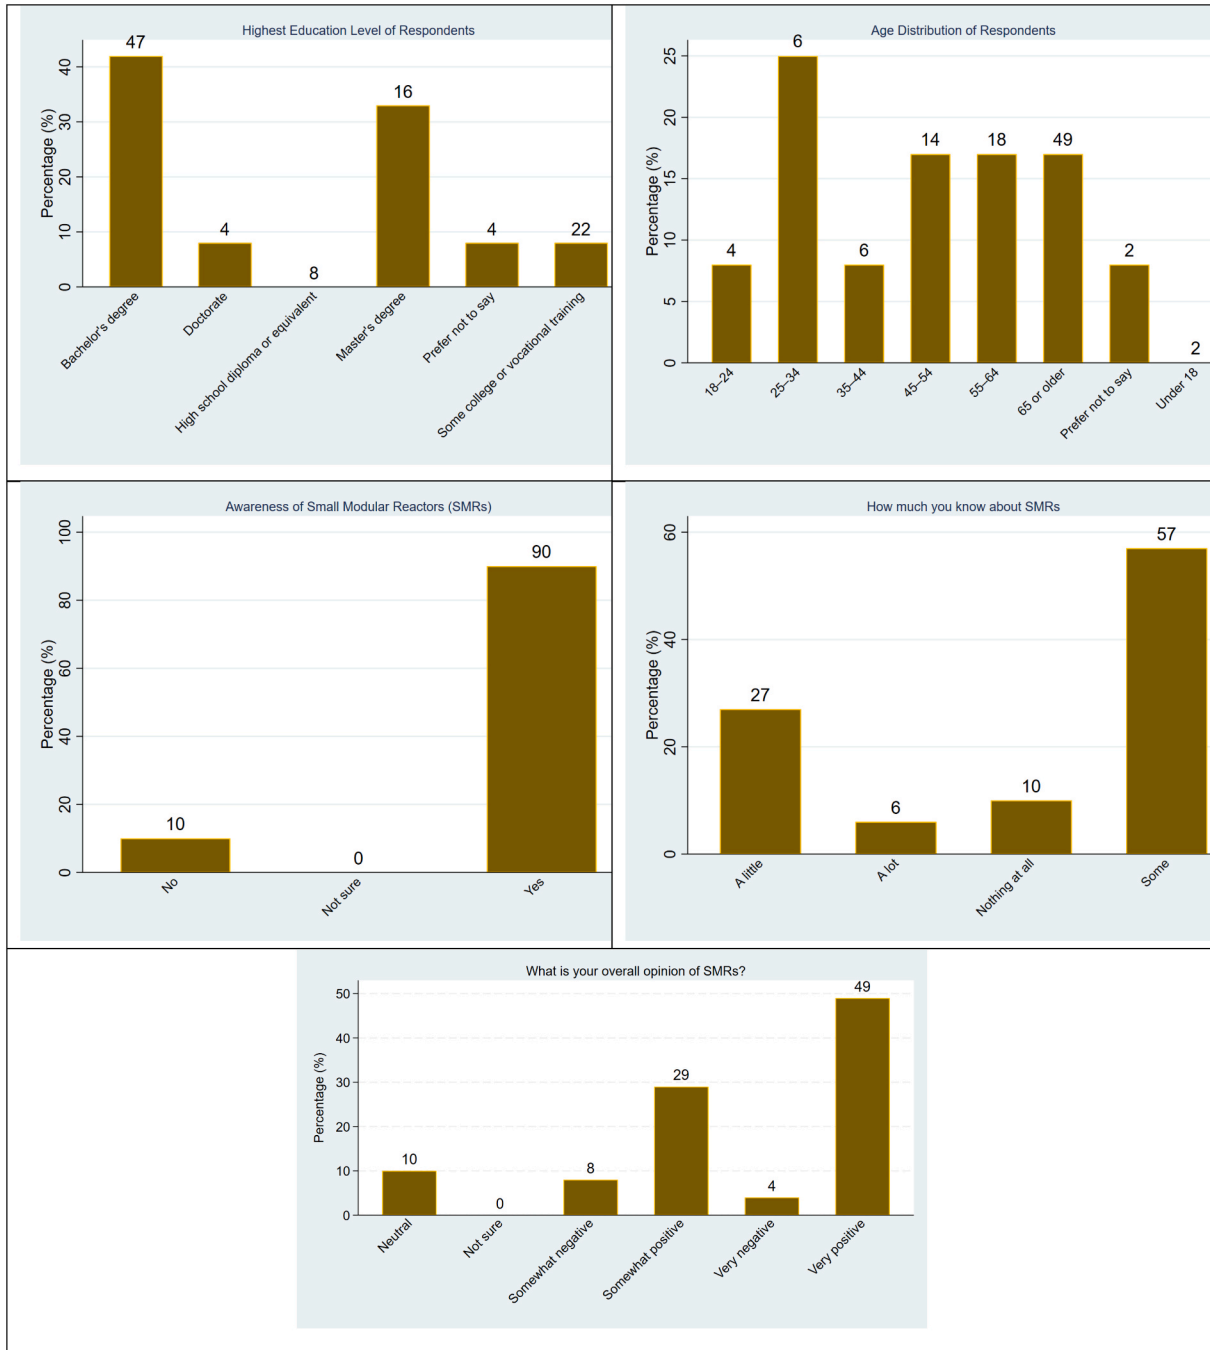 Highest Education Level of Respondents
Percentage (%)
0
10
20
30
40
47
4
8
16
4
22
Bachelor's degree
Doctorate
High school diploma or equivalent
Master's degree
Prefer not to say
Some college or vocational training
Age Distribution of Respondents
Percentage (%)
0
5
10
15
20
25
4
6
6
14
18
49
2
2
18–24
25–34
35–44
45–54
55–64
65 or older
Prefer not to say
Under 18
Awareness of Small Modular Reactors (SMRs)
Percentage (%)
0
20
40
60
80
100
10
0
90
No
Not sure
Yes
How much you know about SMRs
Percentage (%)
0
20
40
60
27
6
10
57
A little
A lot
Nothing at all
Some
What is your overall opinion of SMRs?
Percentage (%)
0
10
20
30
40
50
10
0
8
29
4
49
Neutral
Not sure
Somewhat negative
Somewhat positive
Very negative
Very positive